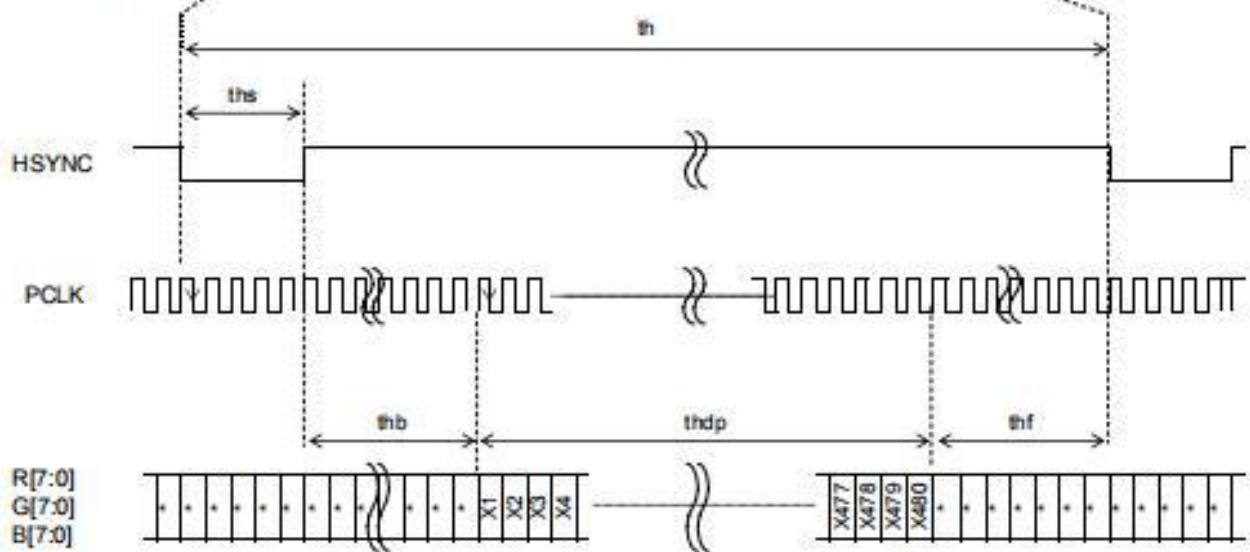 th
ths
HSYNC
PCLK
thb
thdp
thf
R[7:0]
G[7:0]
B[7:0]
* * * * * * * * * * * * X1 X2 X3 X4
X477 X478 X479 X480 * * * * * * * * * * * *